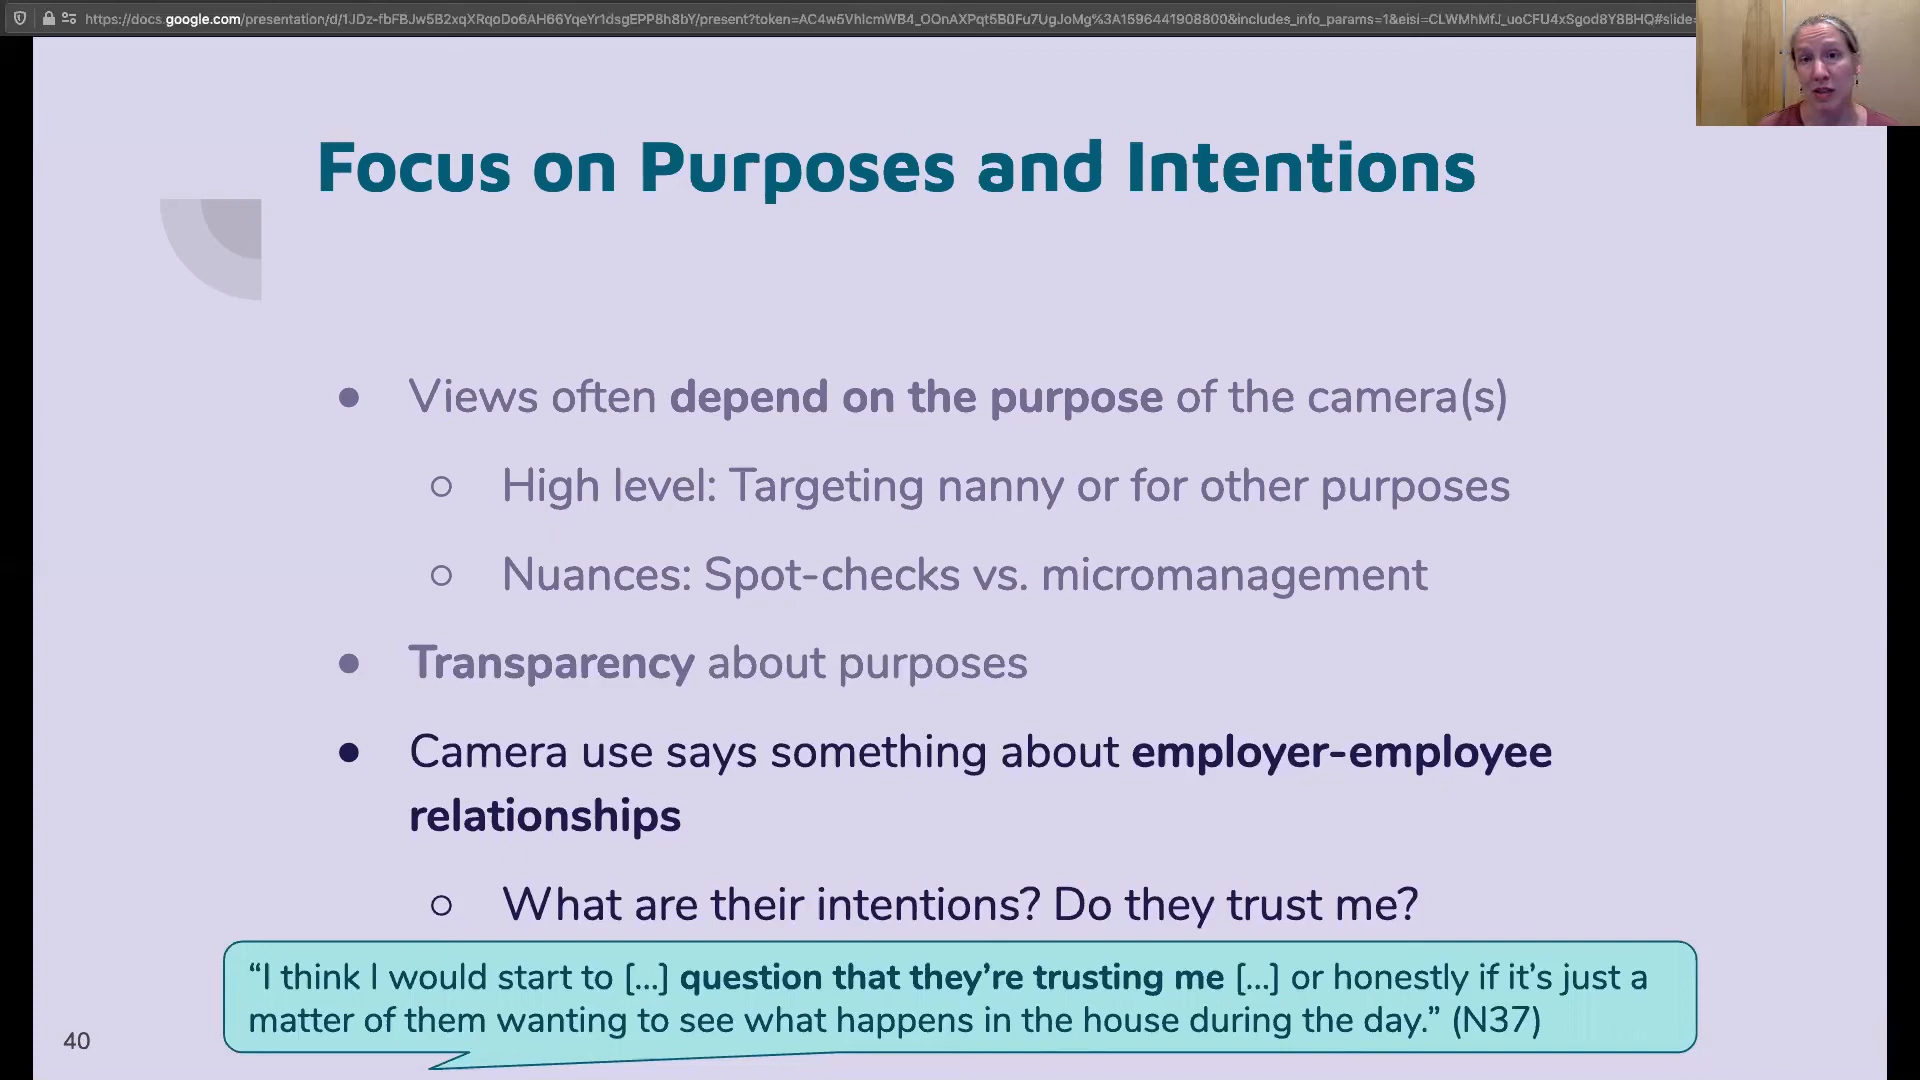 Focus on Purposes and Intentions
● Views often depend on the purpose of the camera(s)
○ High level: Targeting nanny or for other purposes
○ Nuances: Spot-checks vs. micromanagement
● Transparency about purposes
● Camera use says something about employer-employee
relationships
○ What are their intentions? Do they trust me?
“I think I would start to [...] question that they’re trusting me [...] or honestly if it’s just a
matter of them wanting to see what happens in the house during the day.” (N37)
40